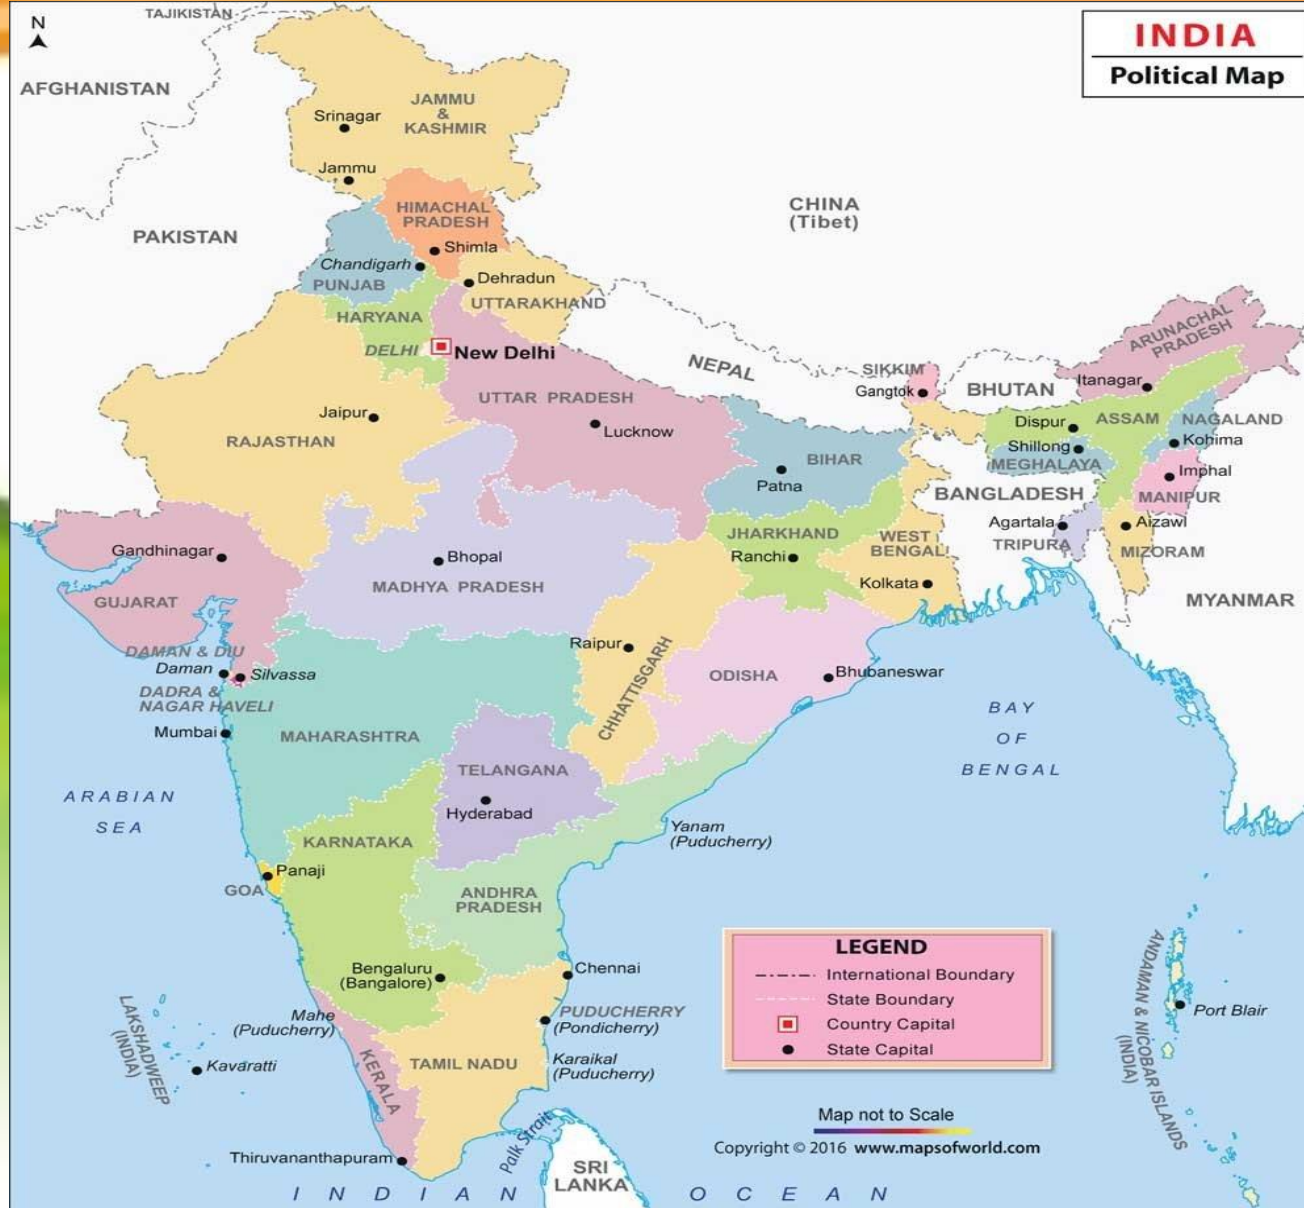 INDIA
Political Map
N
TAJIKISTAN
AFGHANISTAN
JAMMU
&
KASHMIR
Srinagar
Jammu
HIMACHAL
PRADESH
CHINA
(Tibet)
PAKISTAN
Shimla
Chandigarh
PUNJAB
Dehradun
UTTARAKHAND
HARYANA
DELHI
New Delhi
NEPAL
ARUNACHAL
PRADESH
SIKKIM
Gangtok
BHUTAN
Itanagar
UTTAR PRADESH
Jaipur
Lucknow
RAJASTHAN
Dispur
ASSAM
NAGALAND
Shillong
Kohima
MEGHALAYA
BIHAR
Patna
Imphal
MANIPUR
BANGLADESH
Agartala
TRIPURA
Aizawl
MIZORAM
JHARKHAND
Ranchi
WEST
BENGAL
Kolkata
Gandhinagar
Bhopal
MADHYA PRADESH
GUJARAT
MYANMAR
DAMAN & DIU
Daman
Silvassa
DADRA &
NAGAR HAVELI
Mumbai
Raipur
CHHATTISGARH
ODISHA
Bhubaneswar
MAHARASHTRA
BAY
OF
BENGAL
TELANGANA
Hyderabad
ARABIAN
SEA
Yanam
(Puducherry)
KARNATAKA
Panaji
GOA
ANDHRA
PRADESH
LEGEND
International Boundary
State Boundary
Country Capital
State Capital
Bengaluru
(Bangalore)
Chennai
Mahe
(Puducherry)
PUDUCHERRY
(Pondicherry)
LAKSHADWEEP
(INDIA)
Kavaratti
KERALA
TAMIL NADU
Karaikal
(Puducherry)
ANDAMAN & NICOBAR ISLANDS
(INDIA)
Port Blair
Map not to Scale
Copyright © 2016 www.mapsofworld.com
Thiruvananthapuram
Palk Strait
SRI
LANKA
INDIAN OCEAN